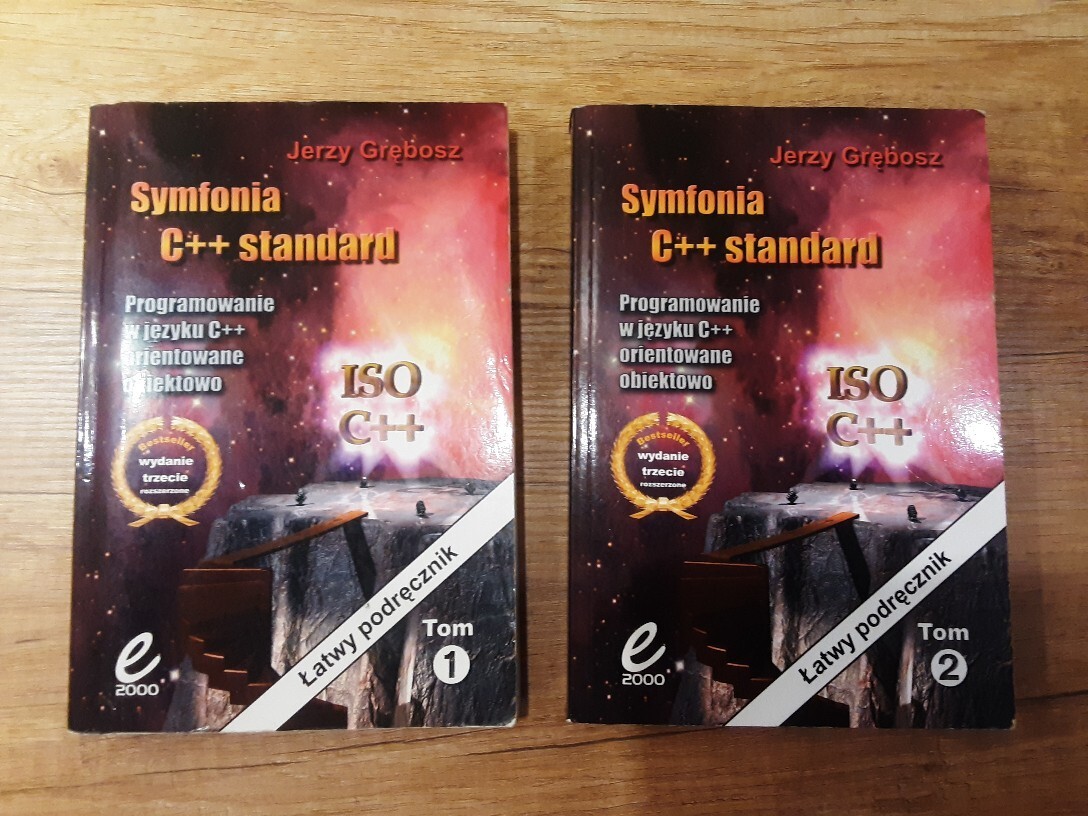 Jerzy Grębosz
Symfonia
C++ standard
Programowanie
w języku C++
orientowane
obiektowo
ISO
C++
Bestseller
wydanie
trzecie
rozszerzone
Łatwy podręcznik
Tom
1
e
2000
Jerzy Grębosz
Symfonia
C++ standard
Programowanie
w języku C++
orientowane
obiektowo
ISO
C++
Bestseller
wydanie
trzecie
rozszerzone
Łatwy podręcznik
Tom
2
e
2000